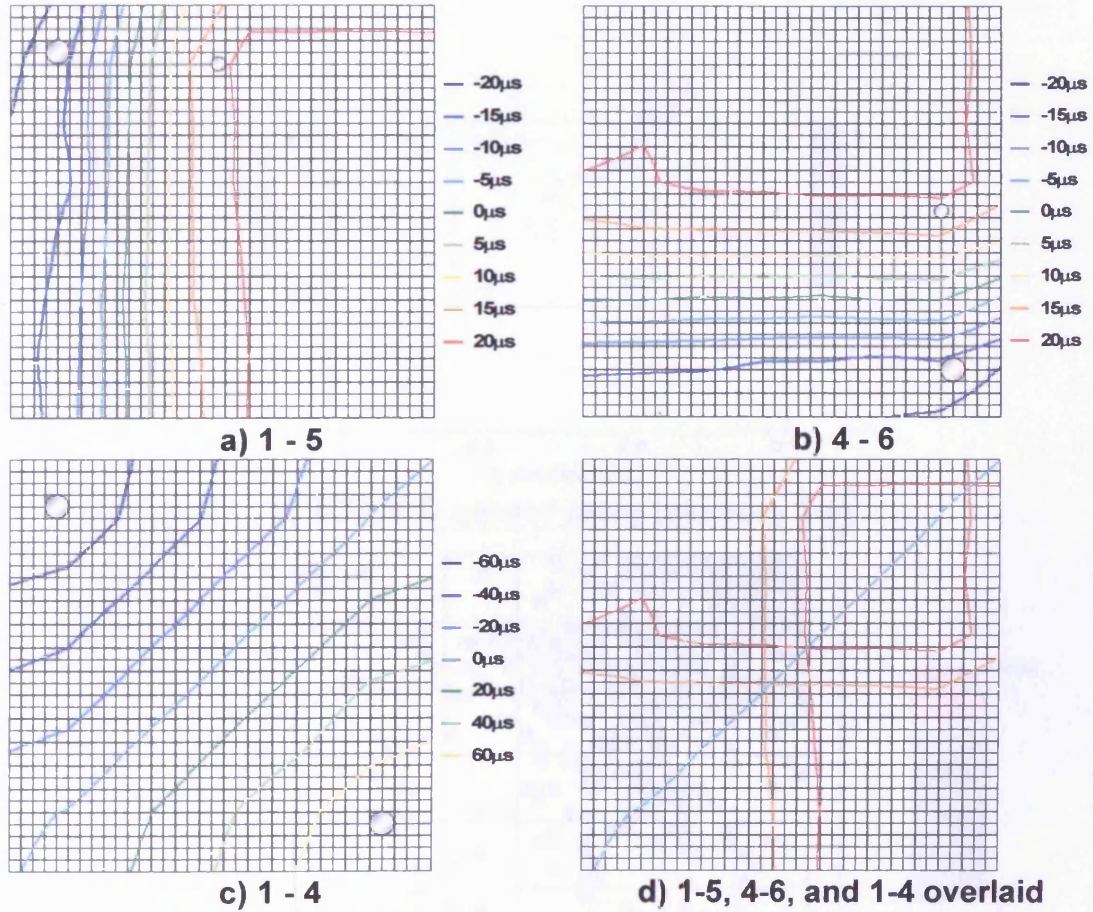 -20µs
-15µs
-10µs
-5µs
0µs
5µs
10µs
15µs
20µs
a) 1 - 5
-20µs
-15µs
-10µs
-5µs
0µs
5µs
10µs
15µs
20µs
b) 4 - 6
-60µs
-40µs
-20µs
0µs
20µs
40µs
60µs
c) 1 - 4
d) 1-5, 4-6, and 1-4 overlaid